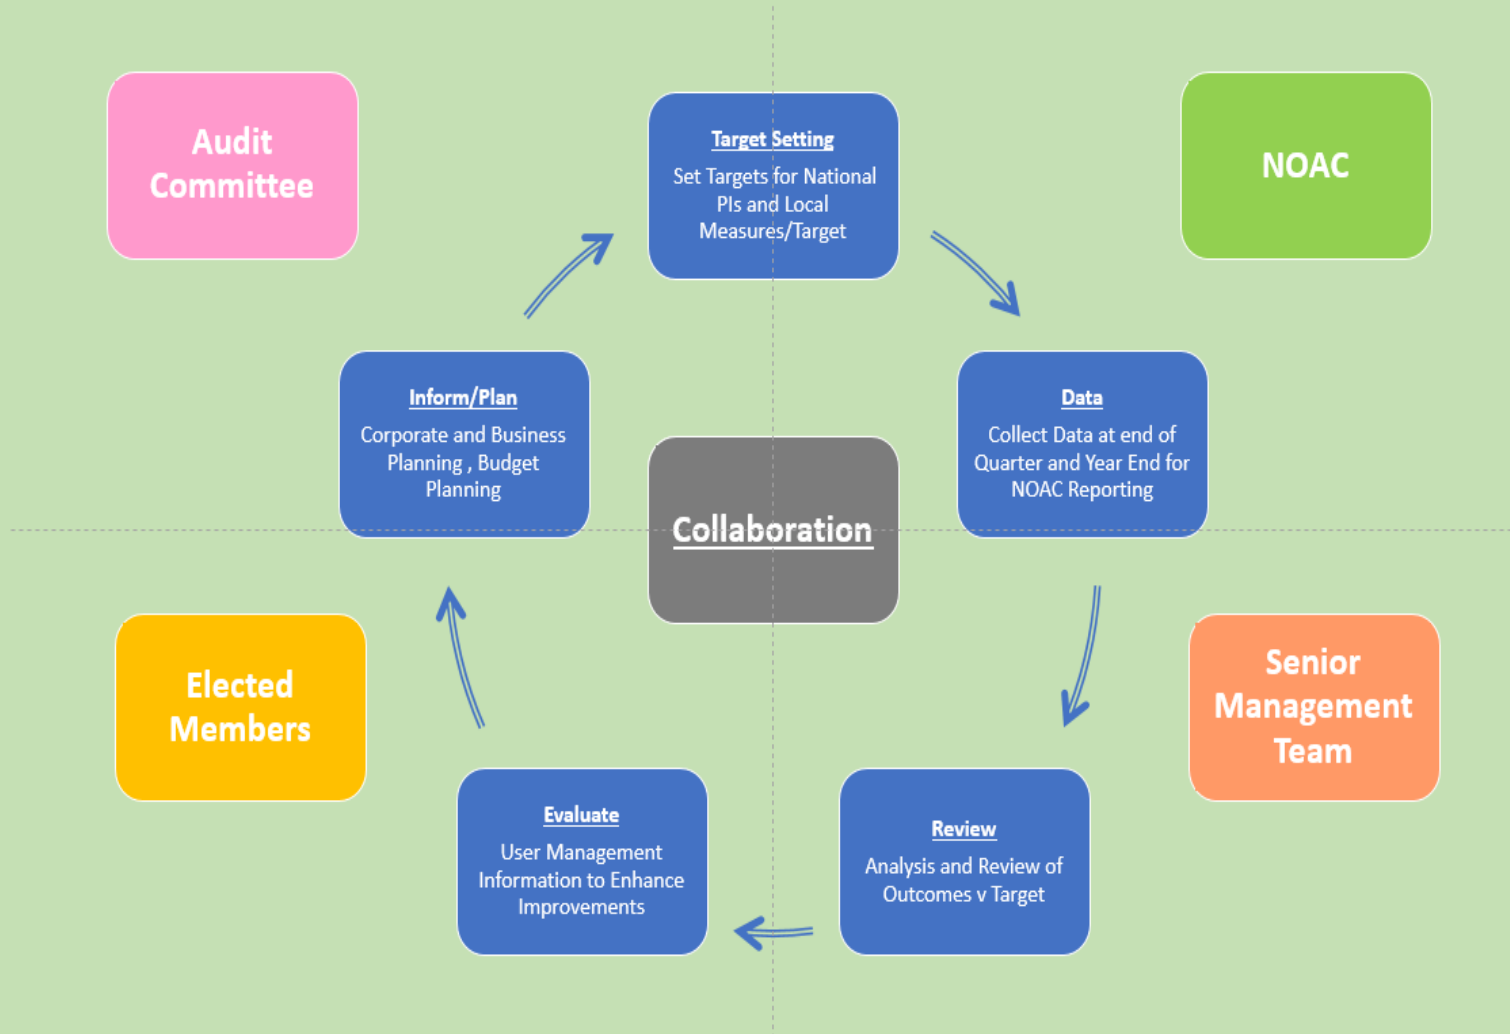 Audit
Committee
Target Setting
Set Targets for National
PIs and Local
Measures/Target
NOAC
Inform/Plan
Corporate and Business
Planning , Budget
Planning
Data
Collect Data at end of
Quarter and Year End for
NOAC Reporting
Collaboration
Elected
Members
Senior
Management
Team
Evaluate
User Management
Information to Enhance
Improvements
Review
Analysis and Review of
Outcomes v Target